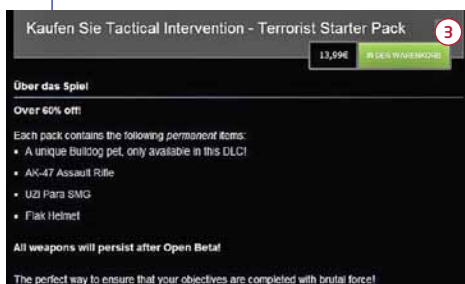 Kaufen Sie Tactical Intervention - Terrorist Starter Pack
3
13,99€ IN DEN WARENKORB
Über das Spiel
Over 60% off!
Each pack contains the following permanent items:
• A unique Bulldog pet, only available in this DLC!
• AK-47 Assault Rifle
• UZI Para SMG
• Flak Helmet
All weapons will persist after Open Beta!
The perfect way to ensure that your objectives are completed with brutal force!